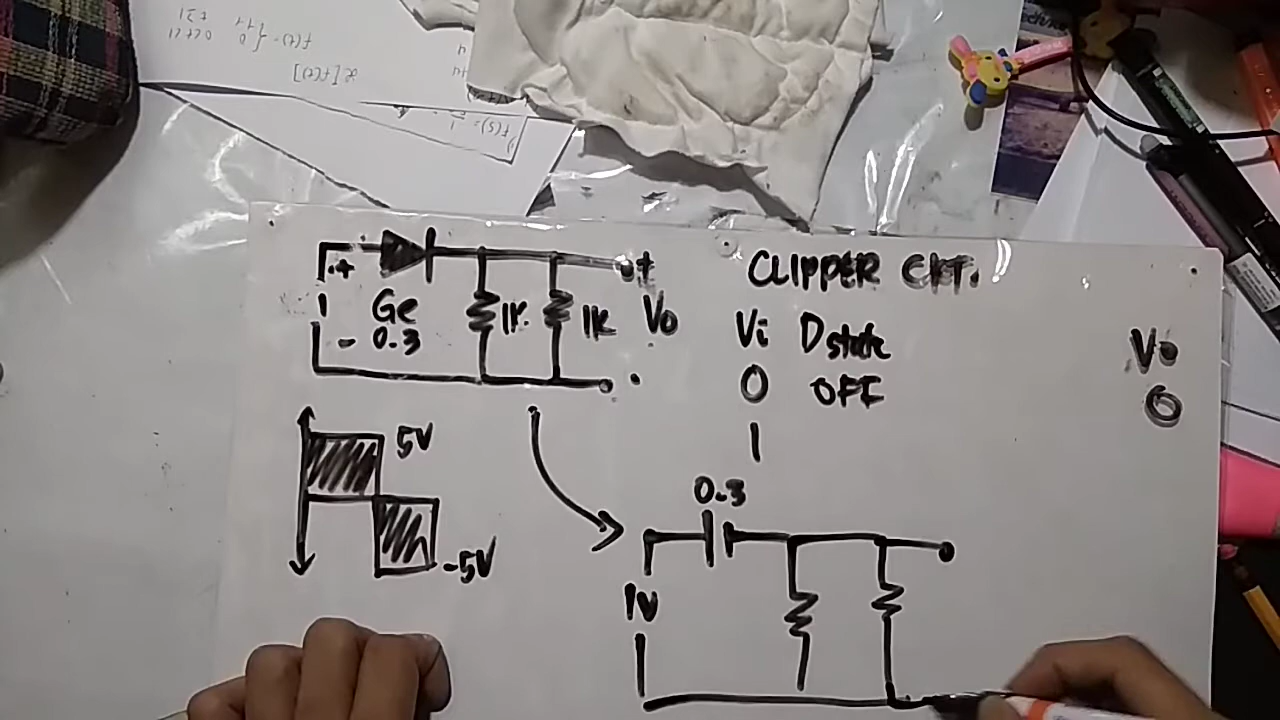 CLIPPER CKT.
+ +
Ge 1K 1K Vo
- 0.3
Vi Dstate Vo
0 OFF 0
1
5V
-5V
0.3
1V